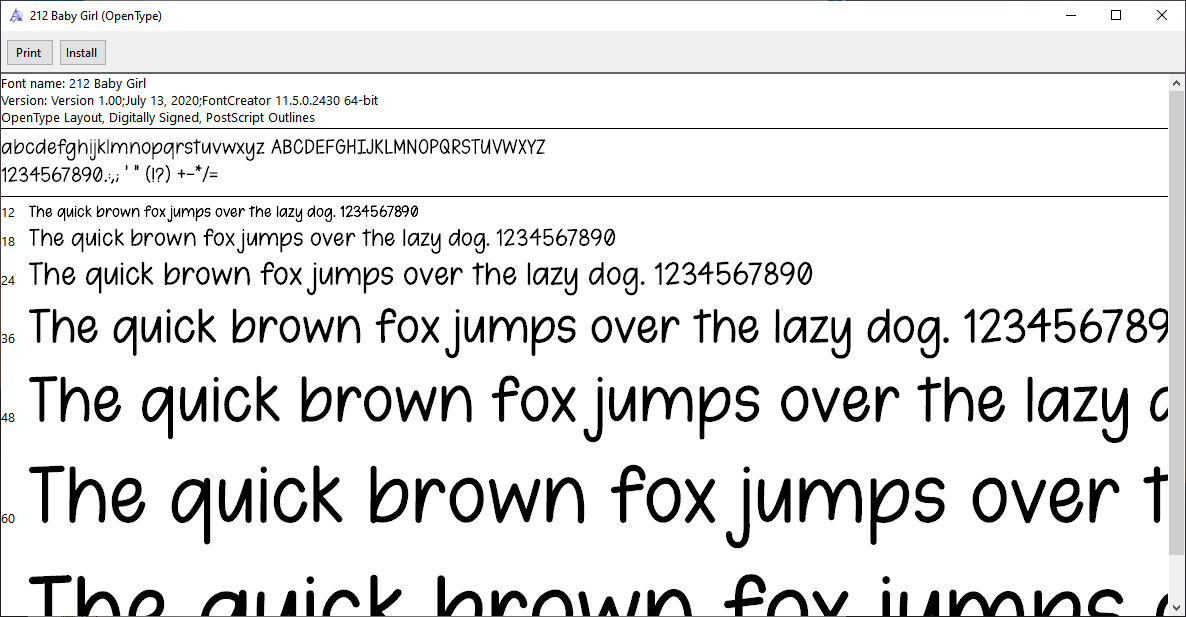 212 Baby Girl (OpenType)
Print Install
Font name: 212 Baby Girl
Version: Version 1.00;July 13, 2020;FontCreator 11.5.0.2430 64-bit
OpenType Layout, Digitally Signed, PostScript Outlines
abcdefghijklmnopqrstuvwxyz ABCDEFGHIJKLMNOPQRSTUVWXYZ
1234567890.:,; ' " (!?) +-*/=
12 The quick brown fox jumps over the lazy dog. 1234567890
18 The quick brown fox jumps over the lazy dog. 1234567890
24 The quick brown fox jumps over the lazy dog. 1234567890
36 The quick brown fox jumps over the lazy dog. 123456789
48 The quick brown fox jumps over the lazy d
60 The quick brown fox jumps over t
The quick brown fox jumps